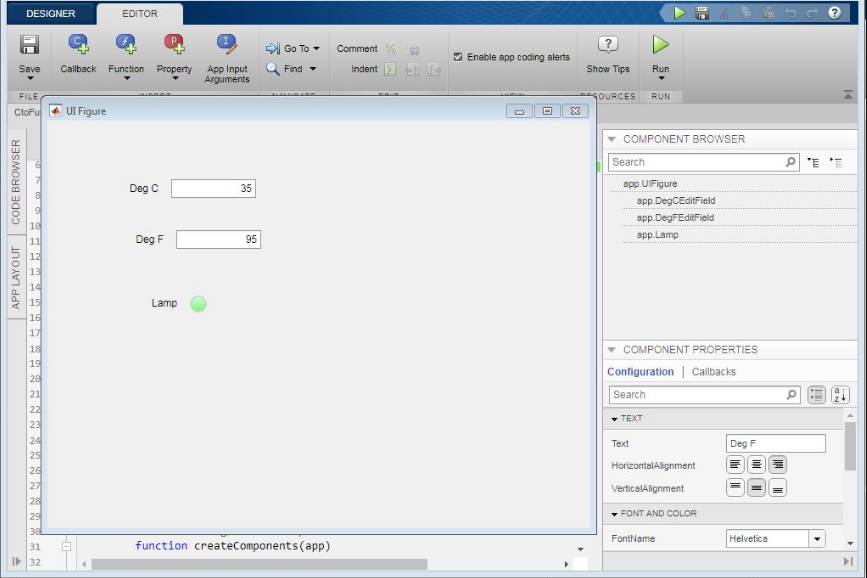 DESIGNER EDITOR
Save Callback Function Property App Input Arguments
Go To
Find
Comment
Indent
Enable app coding alerts
Show Tips Run
FILE
RESOURCES RUN
CtoFu
UI Figure
Deg C 35
Deg F 95
Lamp
CODE BROWSER
APP LAYOUT
6
7
8
9
10
11
12
13
14
15
16
17
18
19
20
21
22
23
24
25
26
27
28
29
30
31 function createComponents(app)
32
COMPONENT BROWSER
Search
app.UIFigure
app.DegCEditField
app.DegFEditField
app.Lamp
COMPONENT PROPERTIES
Configuration | Callbacks
Search
TEXT
Text Deg F
HorizontalAlignment
VerticalAlignment
FONT AND COLOR
FontName Helvetica